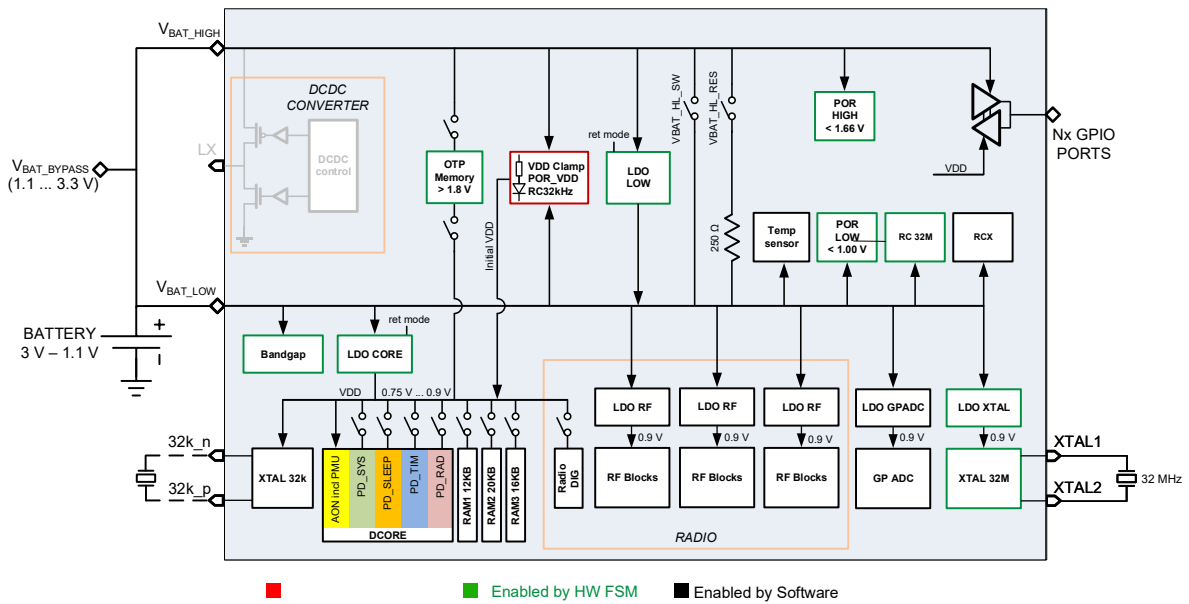 VBAT_HIGH
DCDC
CONVERTER
LX
DCDC
control
VBAT_BYPASS
(1.1 ... 3.3 V)
OTP
Memory
> 1.8 V
VDD Clamp
POR_VDD
RC32kHz
ret mode
LDO
LOW
VBAT_HL_SW
VBAT_HL_RES
POR
HIGH
< 1.66 V
VDD
Nx GPIO
PORTS
Initial VDD
250 Ω
Temp
sensor
POR
LOW
< 1.00 V
RC 32M
RCX
VBAT_LOW
BATTERY
3 V – 1.1 V
+
Bandgap
ret mode
LDO CORE
VDD
0.75 V ... 0.9 V
LDO RF
LDO RF
LDO RF
LDO GPADC
LDO XTAL
0.9 V
0.9 V
0.9 V
0.9 V
0.9 V
32k_n
32k_p
XTAL 32k
AON incl PMU
PD_SYS
PD_SLEEP
PD_TIM
PD_RAD
DCORE
RAM1 12KB
RAM2 20KB
RAM3 16KB
Radio
DIG
RF Blocks
RF Blocks
RF Blocks
GP ADC
XTAL 32M
RADIO
XTAL1
XTAL2
32 MHz
Enabled by HW FSM
Enabled by Software